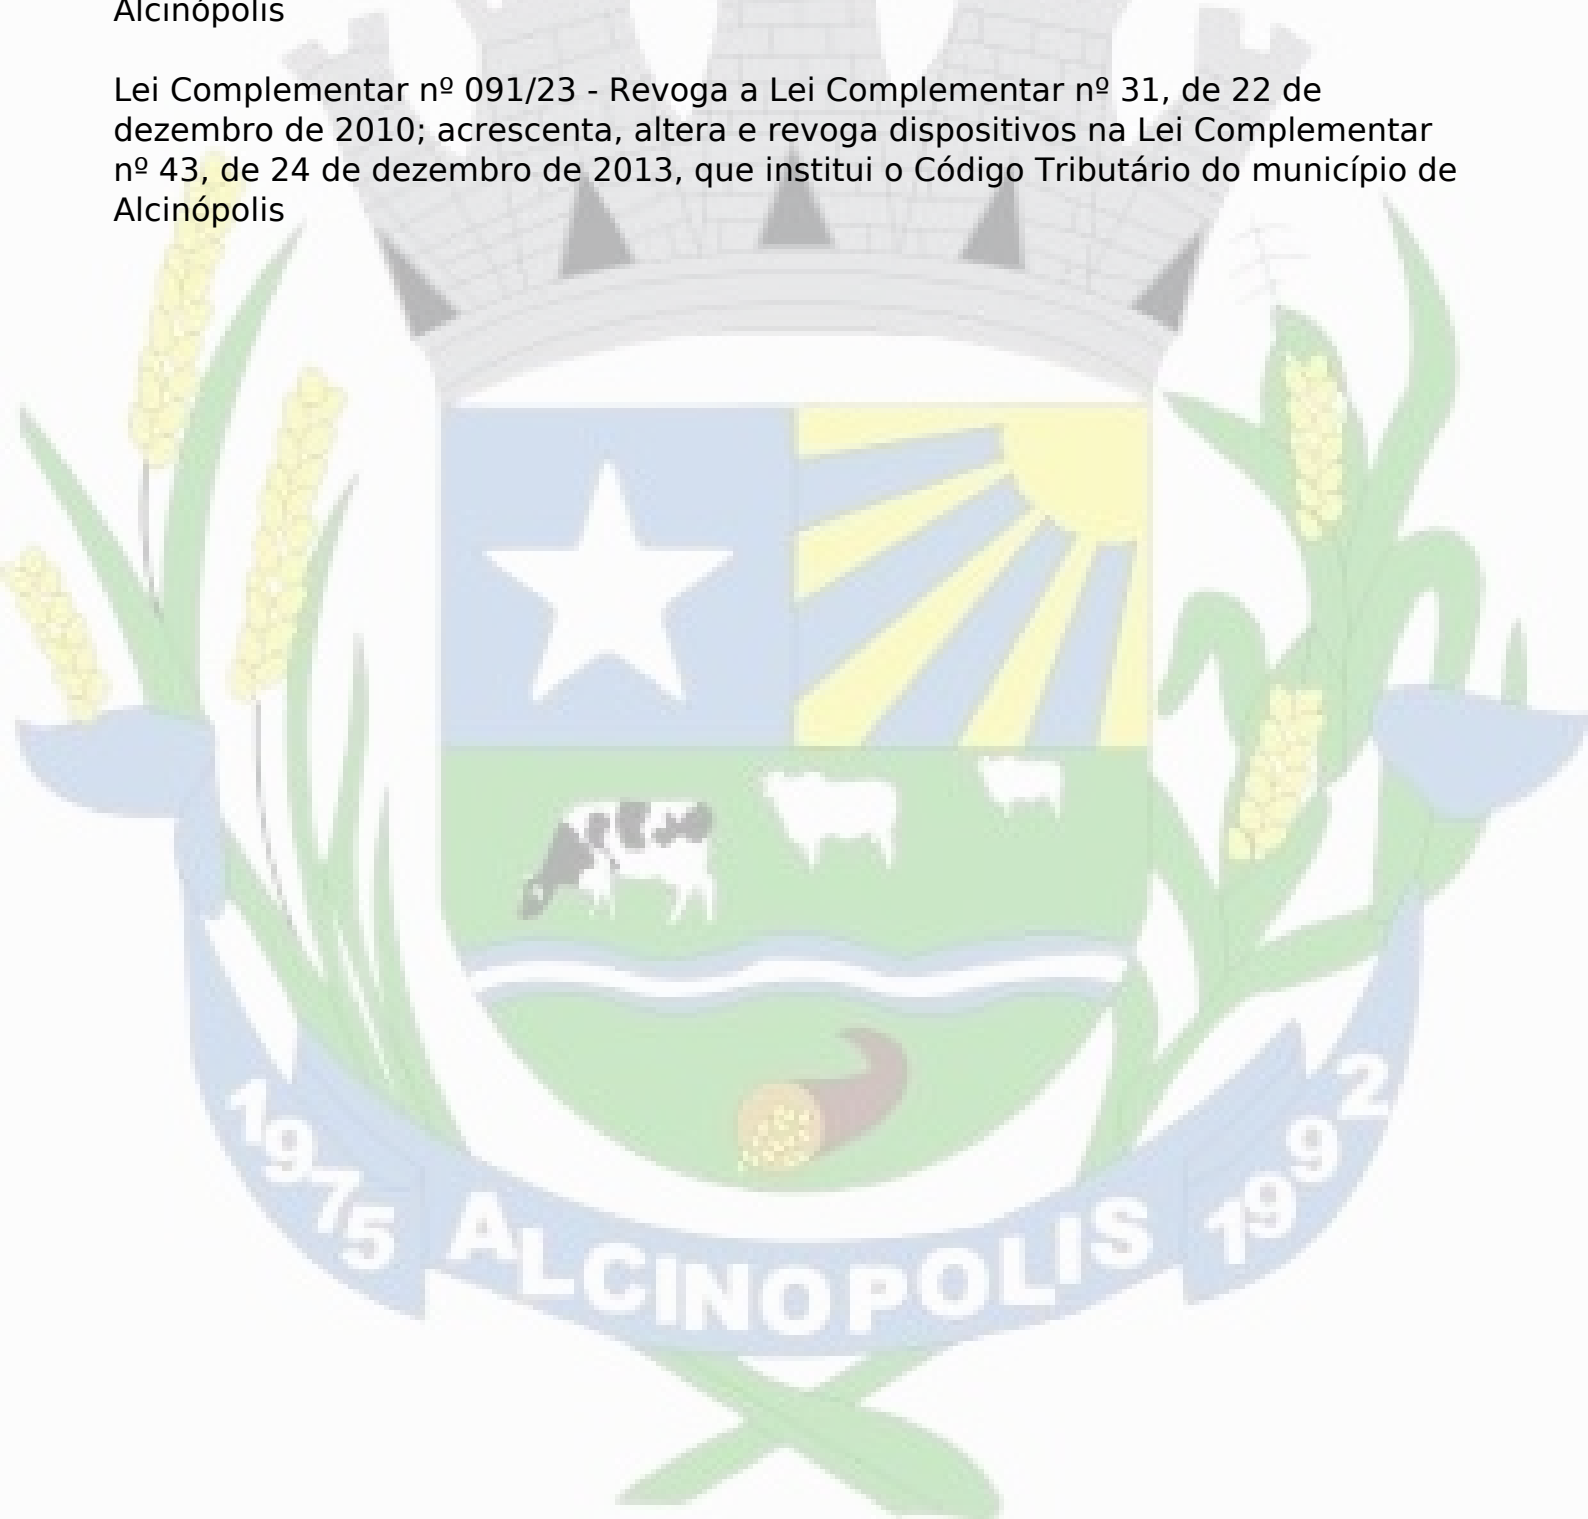 Alcinópolis
Lei Complementar nº 091/23 - Revoga a Lei Complementar nº 31, de 22 de
dezembro de 2010; acrescenta, altera e revoga dispositivos na Lei Complementar
nº 43, de 24 de dezembro de 2013, que institui o Código Tributário do município de
Alcinópolis
1975
ALCINOPOLIS
1992